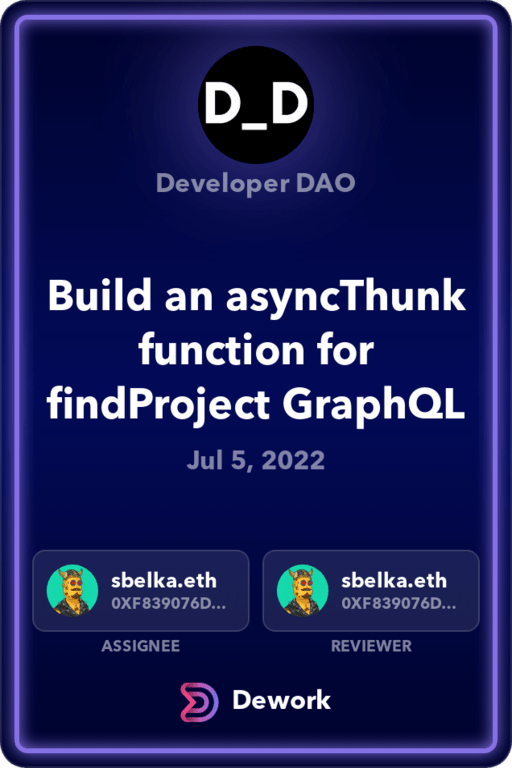 D_D
Developer DAO
Build an asyncThunk
function for
findProject GraphQL
Jul 5, 2022
sbelka.eth
0XF839076D...
sbelka.eth
0XF839076D...
ASSIGNEE
REVIEWER
Dework